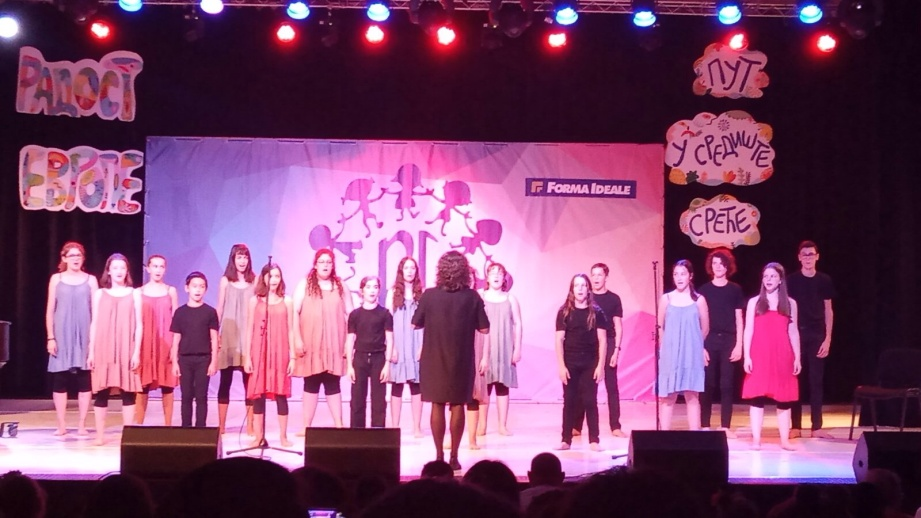 РАДОСТ
ЕВРОПЕ
FORMA IDEALE
ПУТ
У СРЕДИШТЕ
СРЕЋЕ